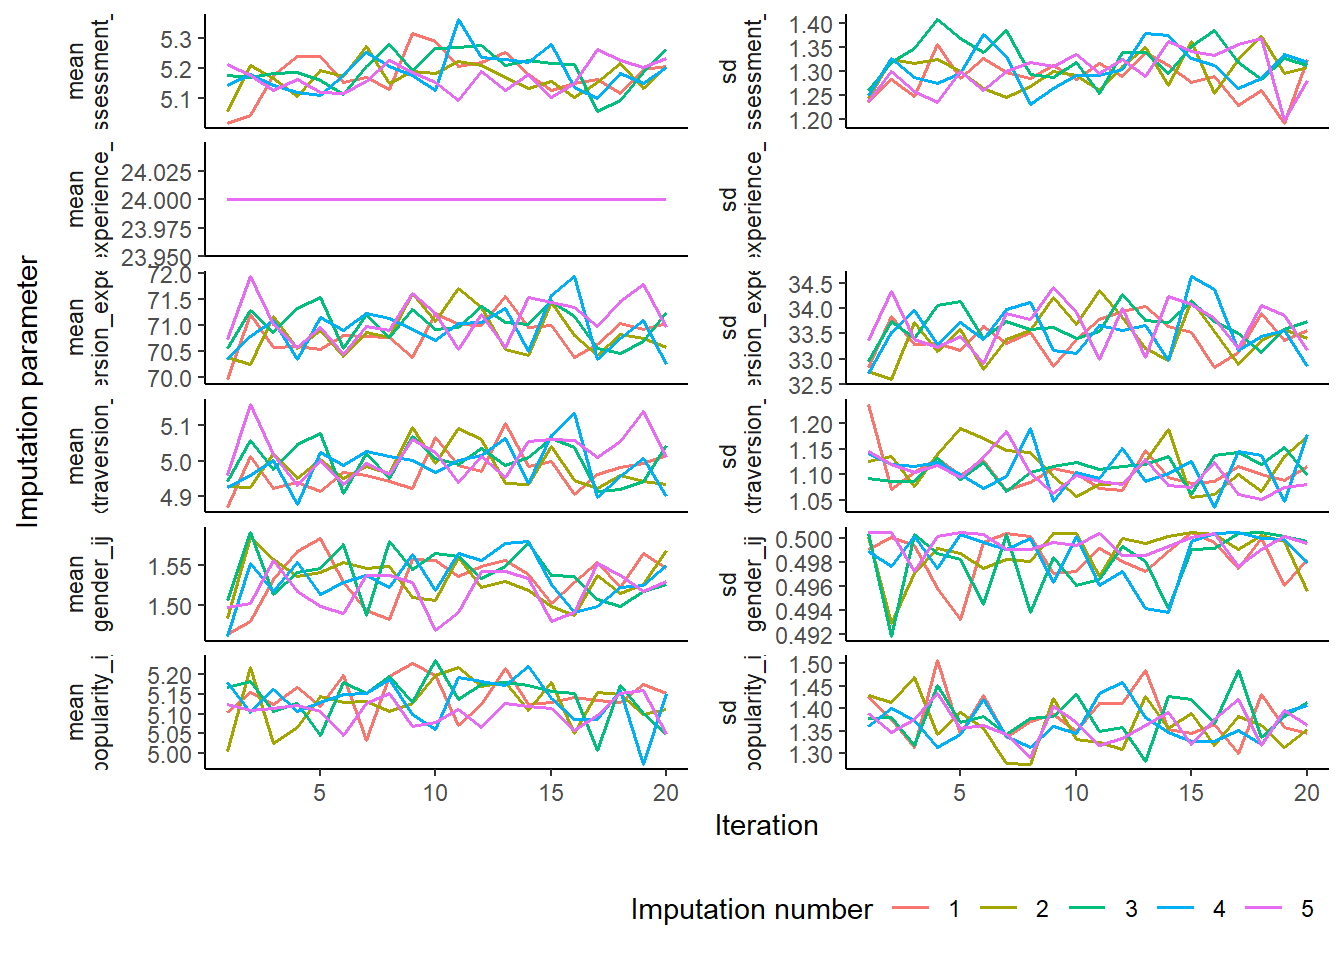 Imputation parameter
mean
ssessment_
5.3
5.2
5.1
sd
ssessment_
1.40
1.35
1.30
1.25
1.20
mean
experience_
24.025
24.000
23.975
23.950
sd
experience_
mean
ersion_expe
72.0
71.5
71.0
70.5
70.0
sd
ersion_expe
34.5
34.0
33.5
33.0
32.5
mean
xtraversion_
5.1
5.0
4.9
sd
xtraversion_
1.20
1.15
1.10
1.05
mean
gender_ij
1.55
1.50
sd
gender_ij
0.500
0.498
0.496
0.494
0.492
mean
popularity_i
5.20
5.15
5.10
5.05
5.00
sd
popularity_i
1.50
1.45
1.40
1.35
1.30
5 10 15 20
5 10 15 20
Iteration
Imputation number 1 2 3 4 5